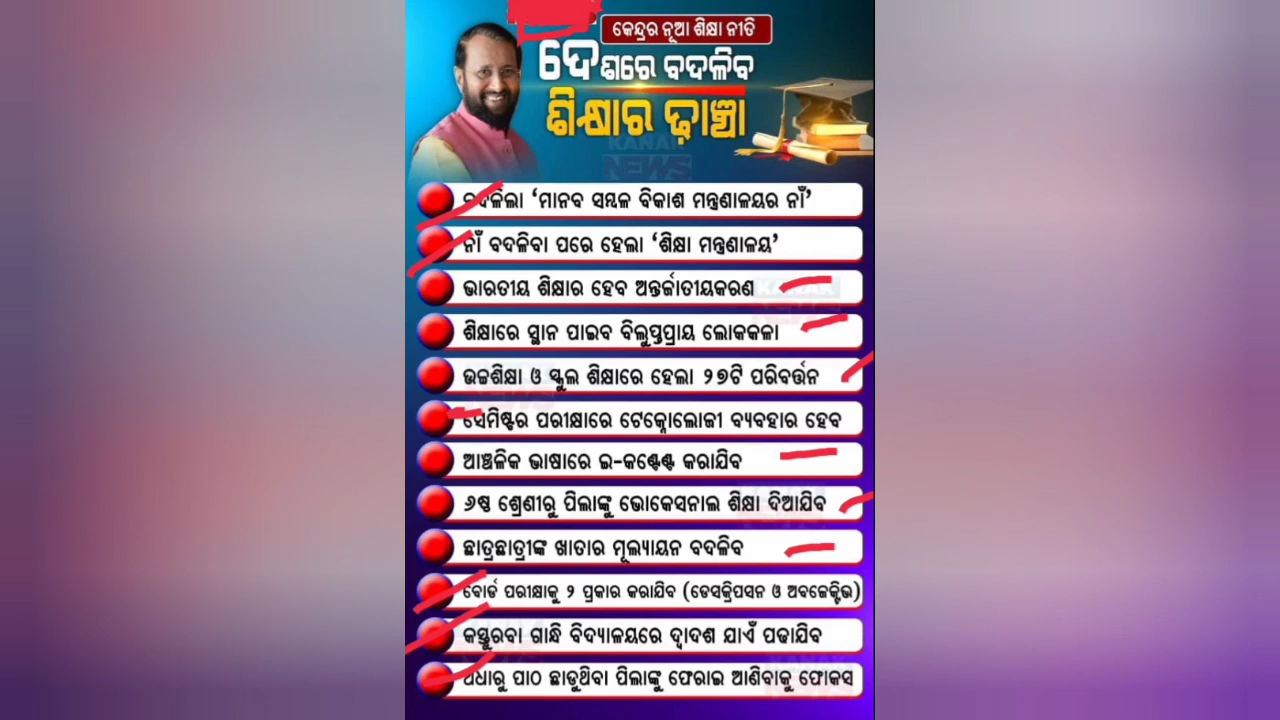 କେନ୍ଦ୍ରର ନୂଆ ଶିକ୍ଷା ନୀତି
ଦେଶରେ ବଦଳିବ
ଶିକ୍ଷାର ଢ଼ାଞ୍ଚା
KANAK
NEWS
ବଦଳିଲା ‘ମାନବ ସମ୍ବଳ ବିକାଶ ମନ୍ତ୍ରଣାଳୟର ନାଁ’
ନାଁ ବଦଳିବା ପରେ ହେଲା ‘ଶିକ୍ଷା ମନ୍ତ୍ରଣାଳୟ’
ଭାରତୀୟ ଶିକ୍ଷାର ହେବ ଅନ୍ତର୍ଜାତୀୟକରଣ
ଶିକ୍ଷାରେ ସ୍ଥାନ ପାଇବ ବିଲୁପ୍ତପ୍ରାୟ ଲୋକକଳା
ଉଚ୍ଚଶିକ୍ଷା ଓ ସ୍କୁଲ ଶିକ୍ଷାରେ ହେଲା ୨୭ଟି ପରିବର୍ତ୍ତନ
ସେମିଷ୍ଟର ପରୀକ୍ଷାରେ ଟେକ୍ନୋଲୋଜୀ ବ୍ୟବହାର ହେବ
ଆଞ୍ଚଳିକ ଭାଷାରେ ଇ-କଣ୍ଟେଣ୍ଟ କରାଯିବ
୬ଷ୍ଠ ଶ୍ରେଣୀରୁ ପିଲାଙ୍କୁ ଭୋକେସନାଲ ଶିକ୍ଷା ଦିଆଯିବ
ଛାତ୍ରଛାତ୍ରୀଙ୍କ ଖାତାର ମୂଲ୍ୟାୟନ ବଦଳିବ
ବୋର୍ଡ ପରୀକ୍ଷାକୁ ୨ ପ୍ରକାର କରାଯିବ (ଡେସକ୍ରିପସନ ଓ ଅବଜେକ୍ଟିଭ)
କସ୍ତୁରବା ଗାନ୍ଧି ବିଦ୍ୟାଳୟରେ ଦ୍ୱାଦଶ ଯାଏଁ ପଢାଯିବ
ଅଧାରୁ ପାଠ ଛାଡୁଥିବା ପିଲାଙ୍କୁ ଫେରାଇ ଆଣିବାକୁ ଫୋକସ